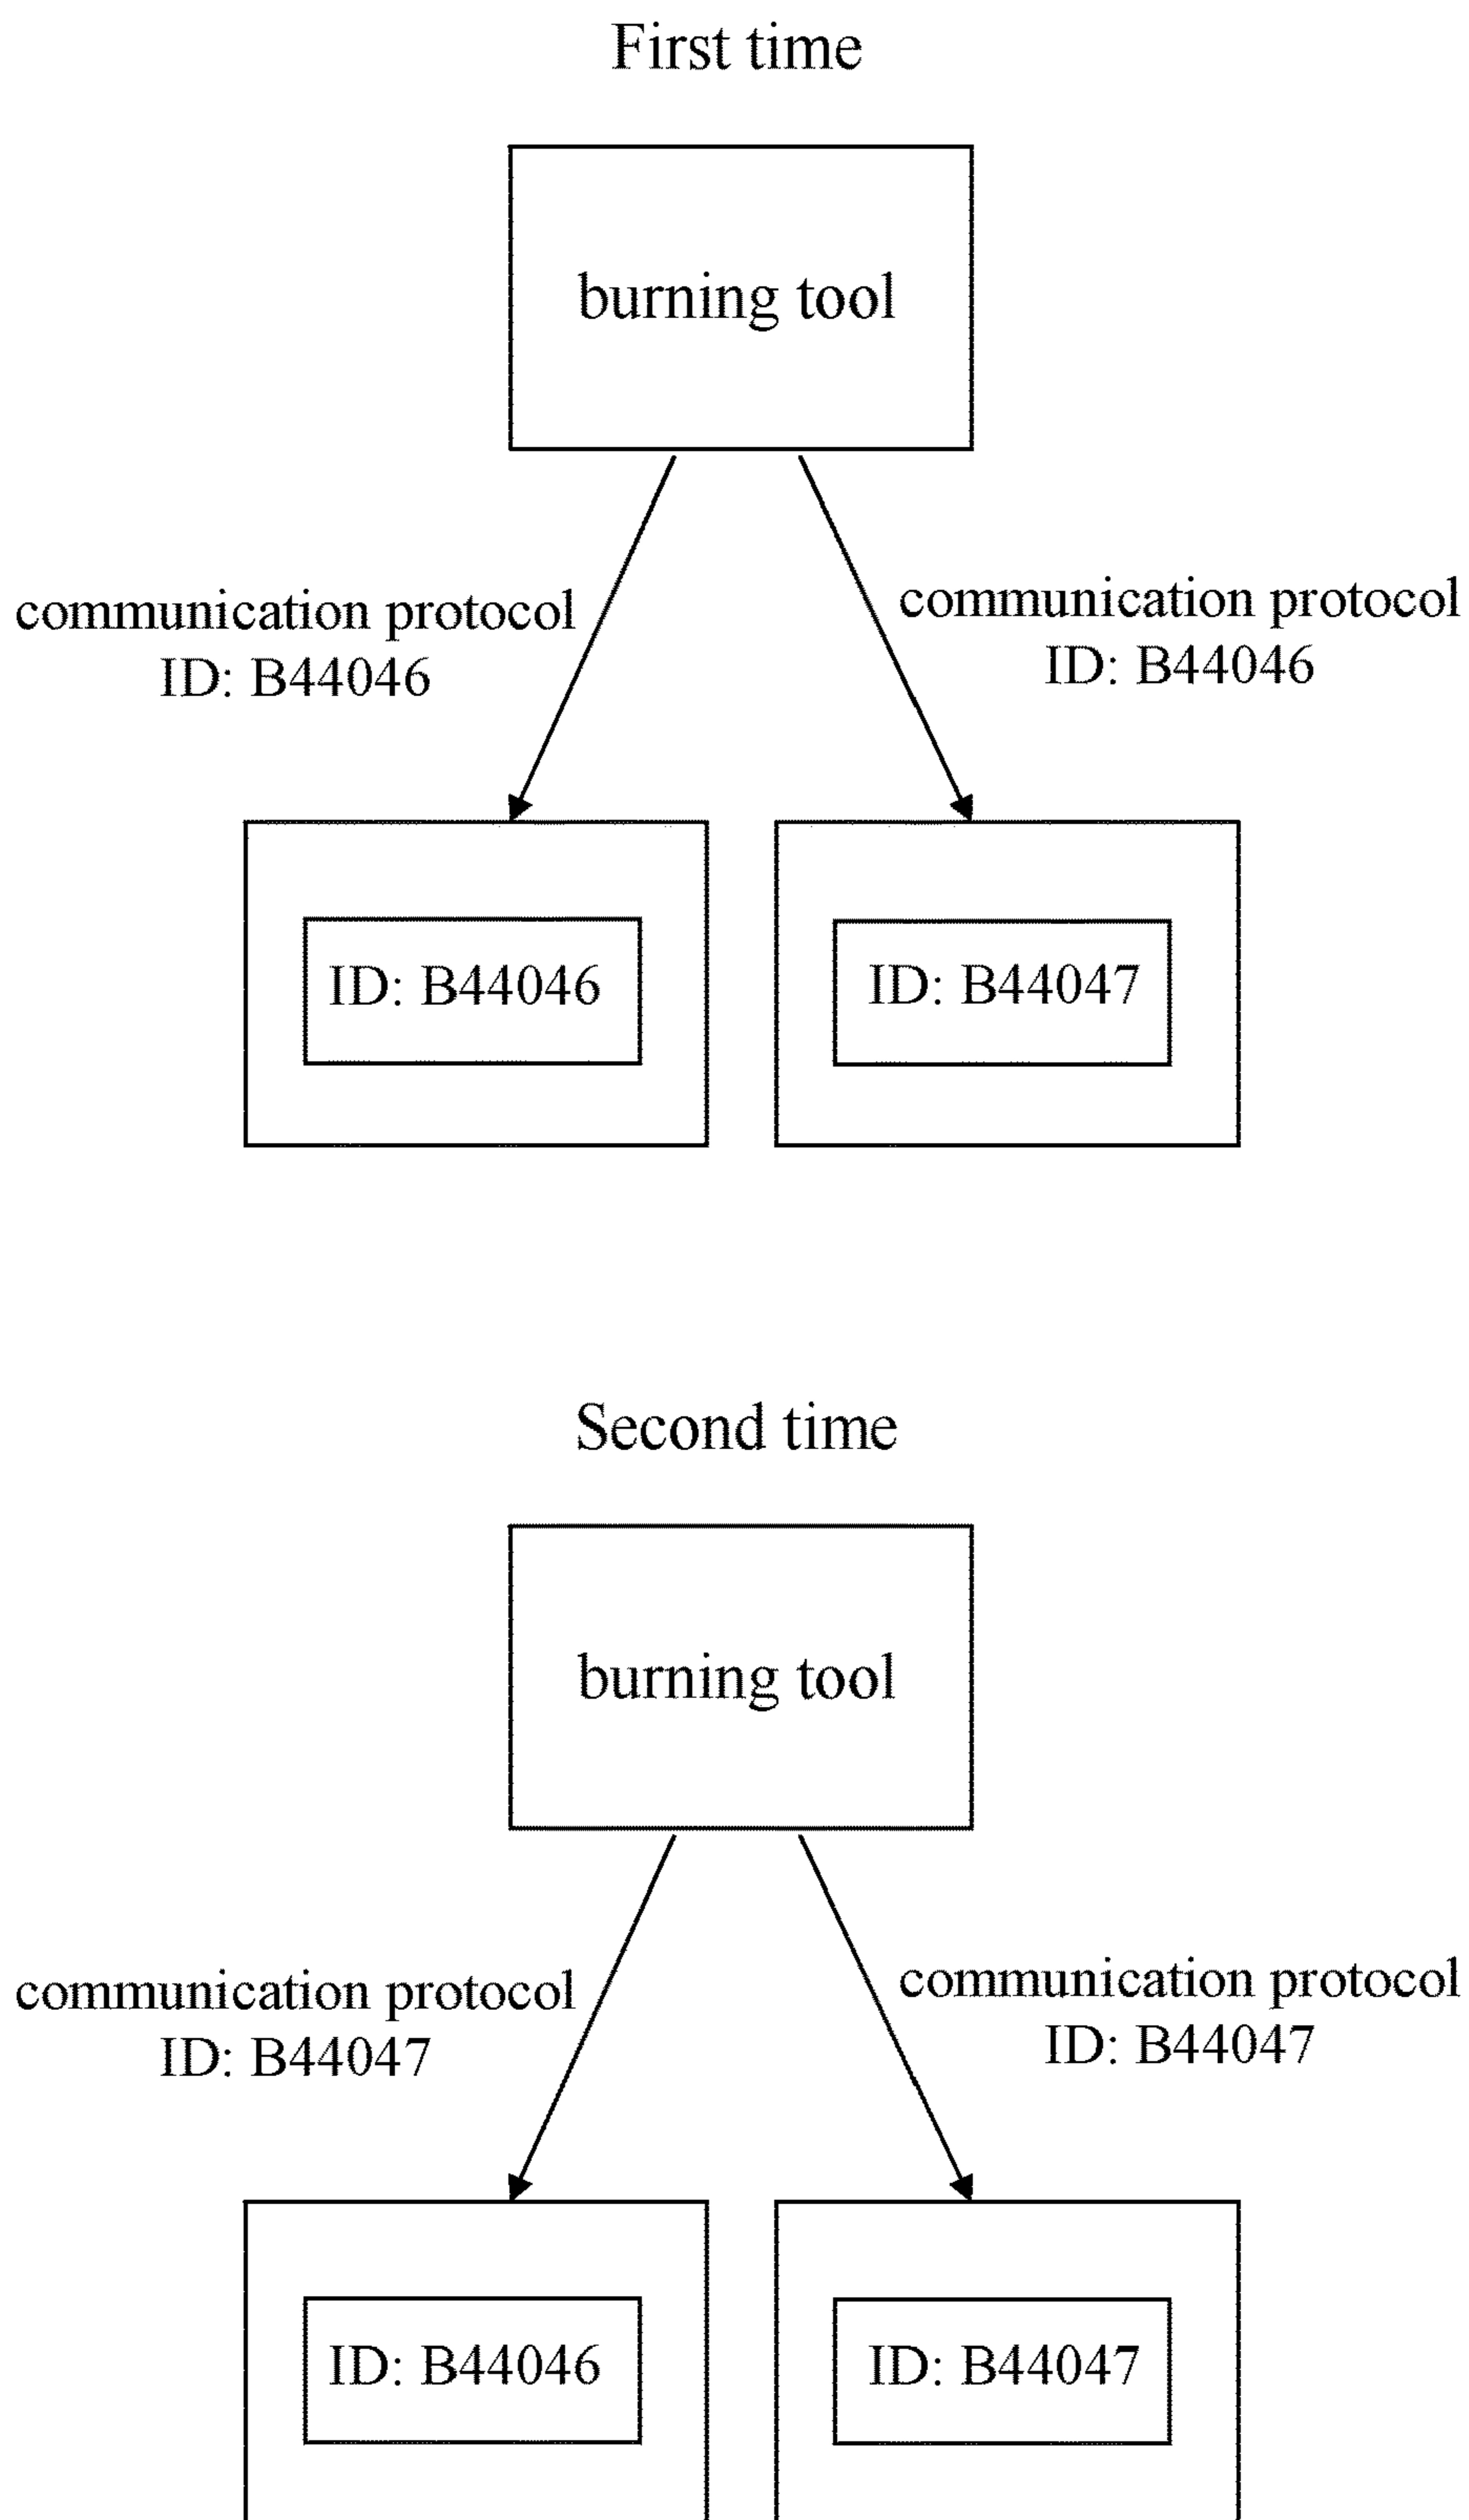 First time
burning tool
communication protocol
ID: B44046
communication protocol
ID: B44046
ID: B44046
ID: B44047
Second time
burning tool
communication protocol
ID: B44047
communication protocol
ID: B44047
ID: B44046
ID: B44047